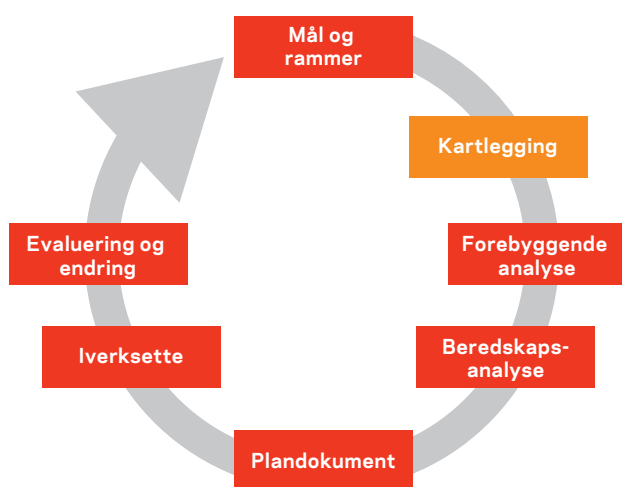 Mål og
rammer
Kartlegging
Forebyggende
analyse
Beredskaps-
analyse
Plandokument
Iverksette
Evaluering og
endring